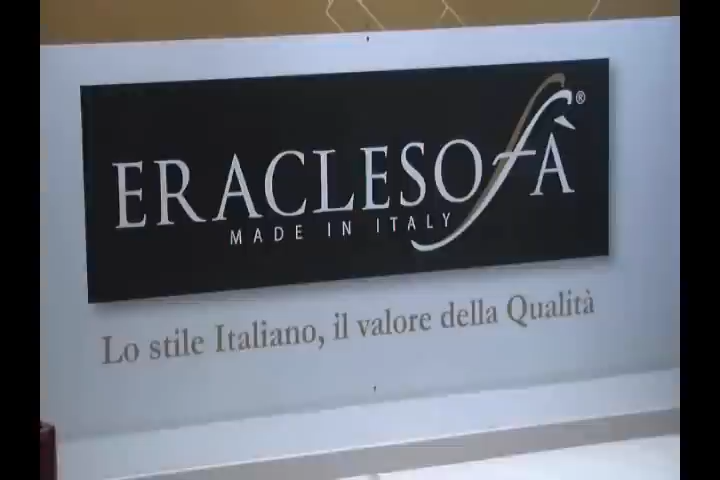 ERACLESOFÀ®
MADE IN ITALY
Lo stile Italiano, il valore della Qualità